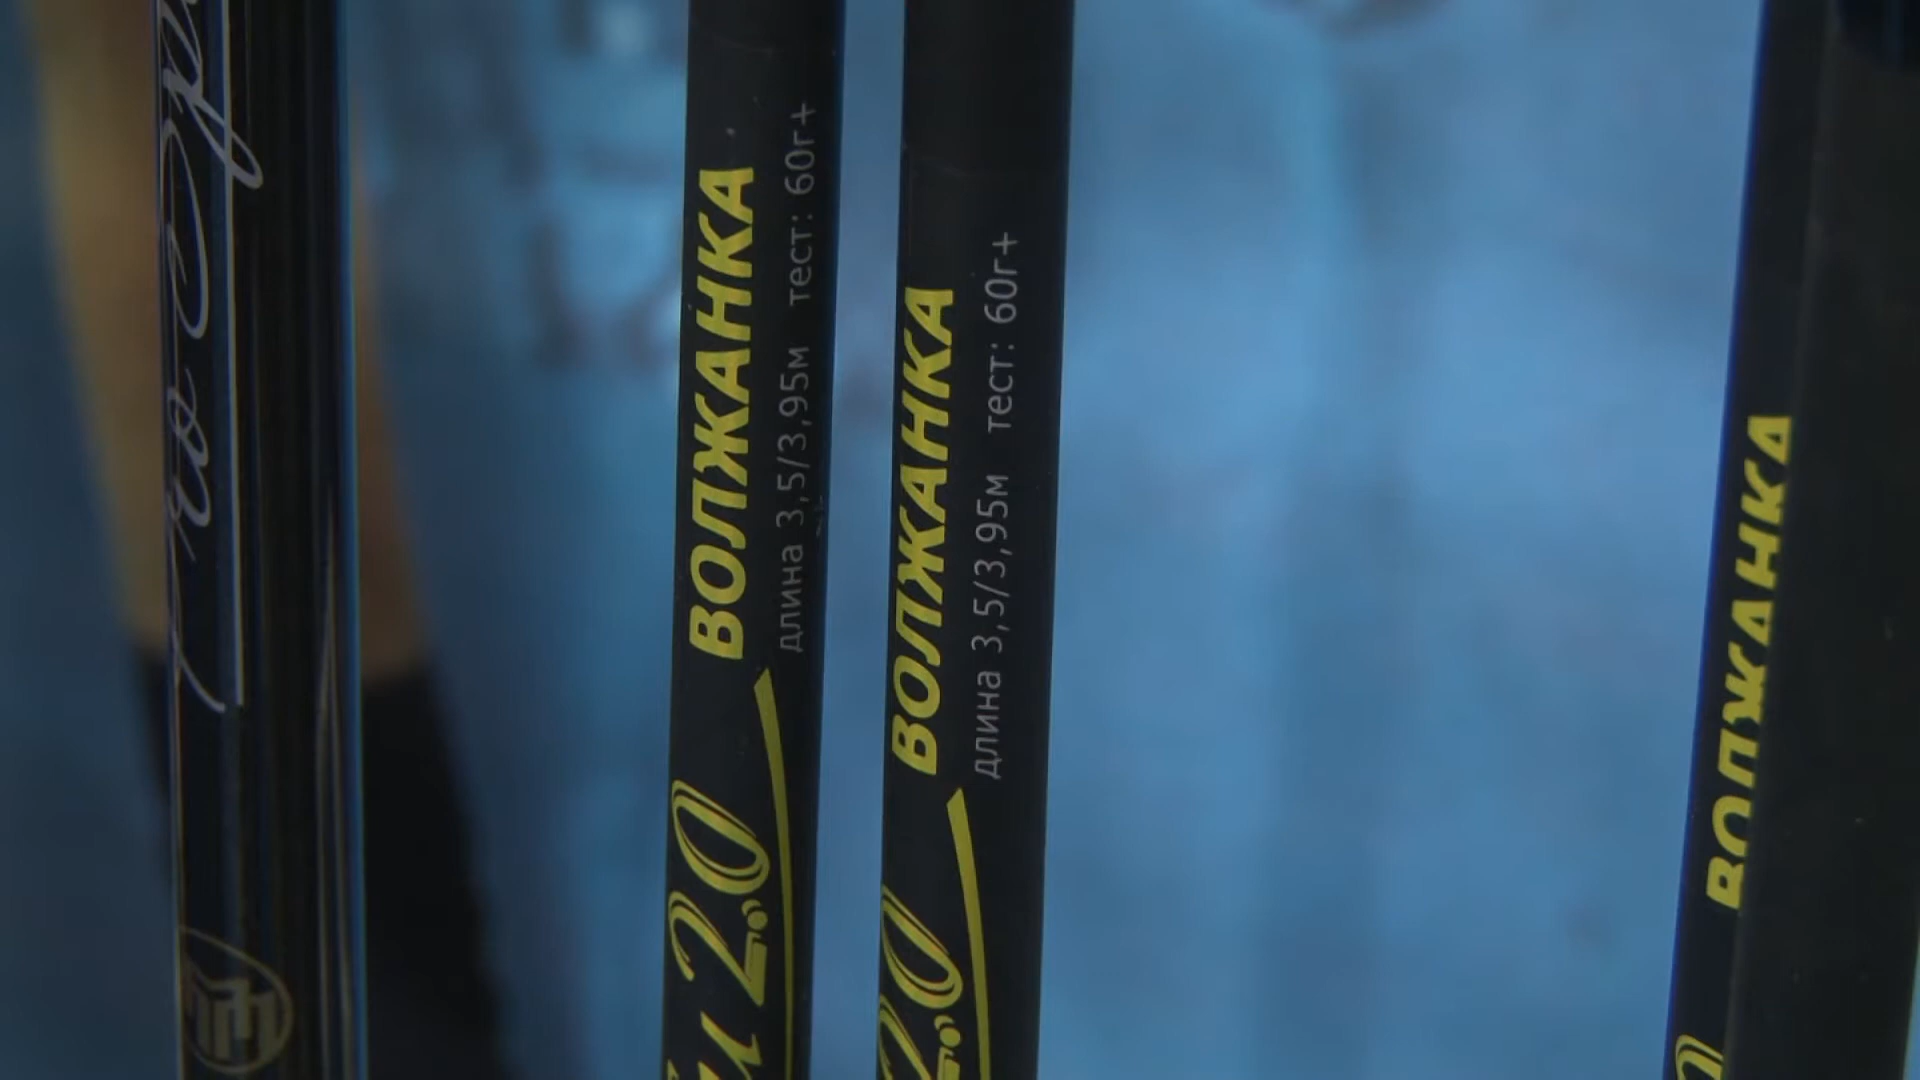 ВОЛЖАНКА
длина 3,5/3,95м тест: 60г+
2.0
ВОЛЖАНКА
длина 3,5/3,95м тест: 60г+
2.0
ВОЛЖАНКА